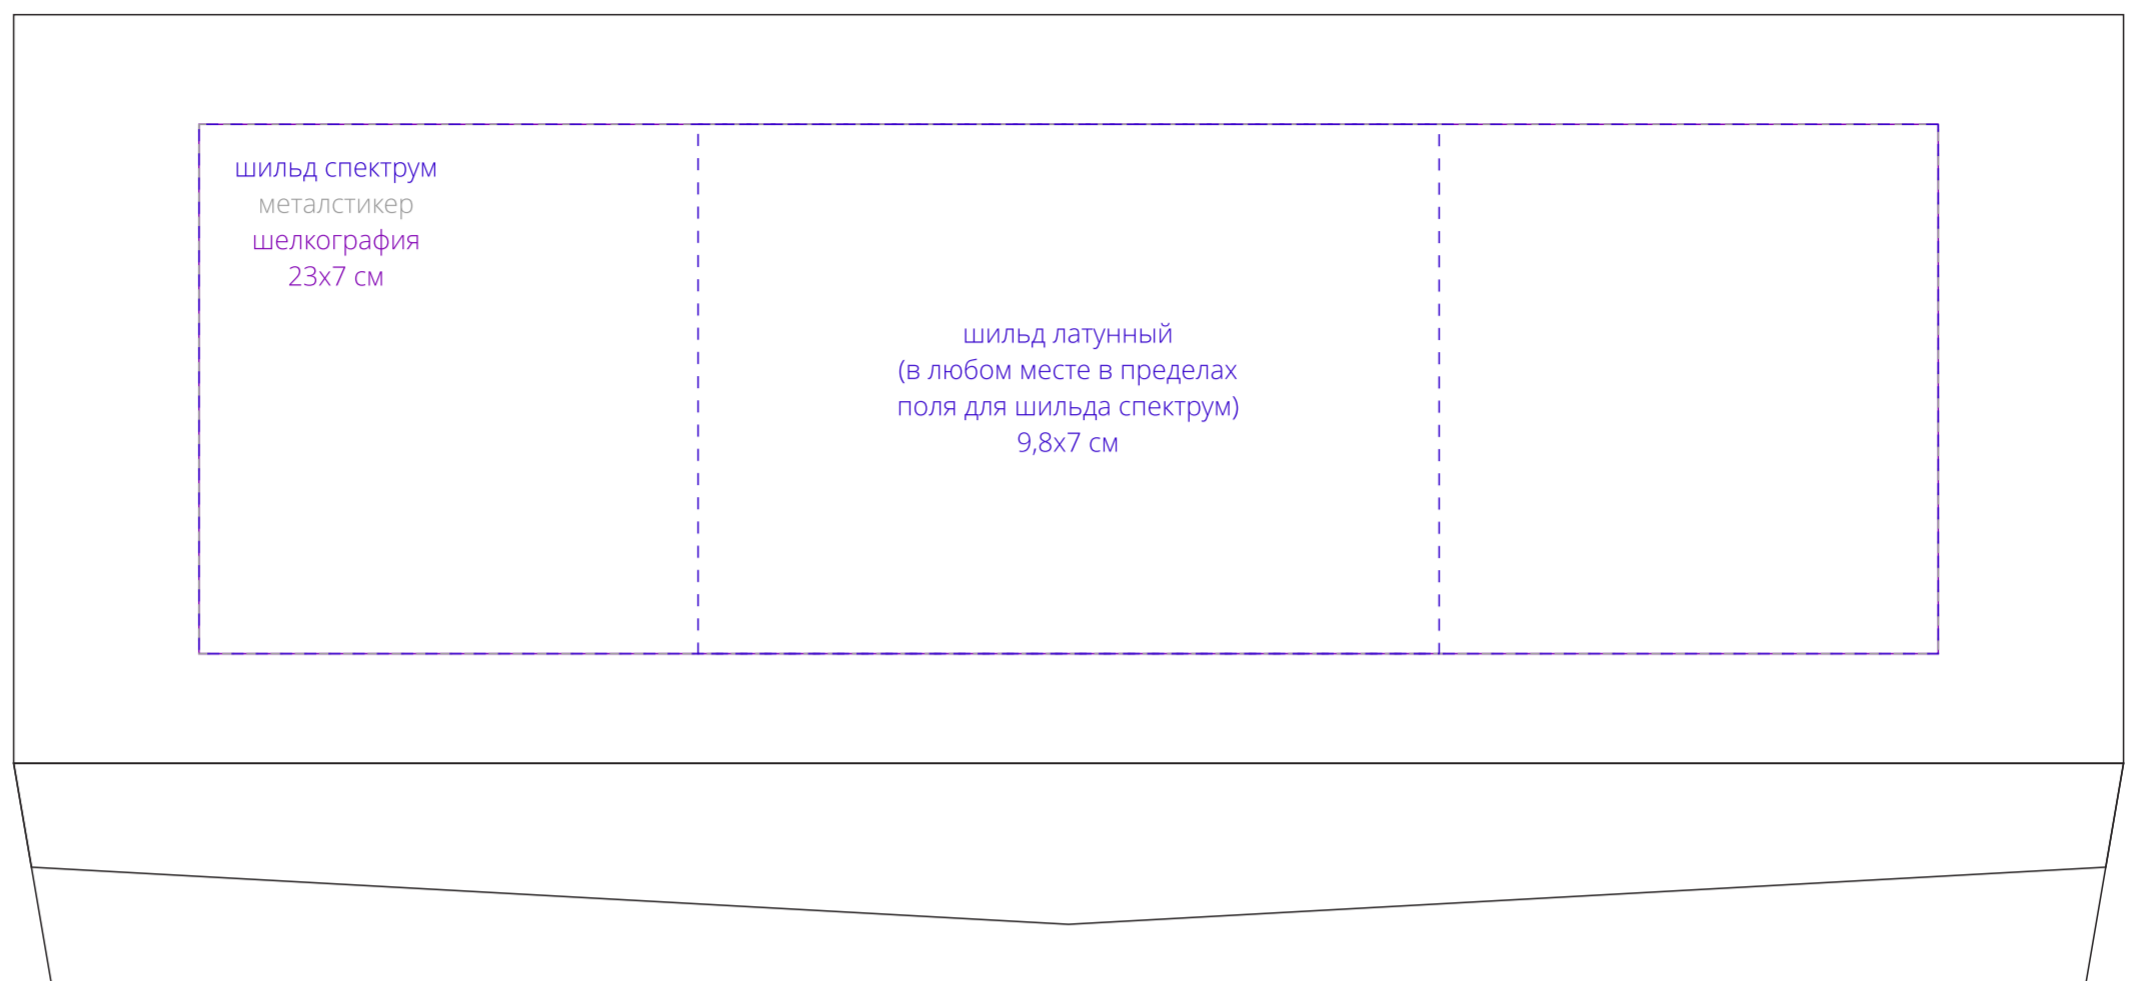 шильд спектрум
металстикер
шелкография
23х7 см
шильд латунный
(в любом месте в пределах
поля для шильда спектрум)
9,8х7 см